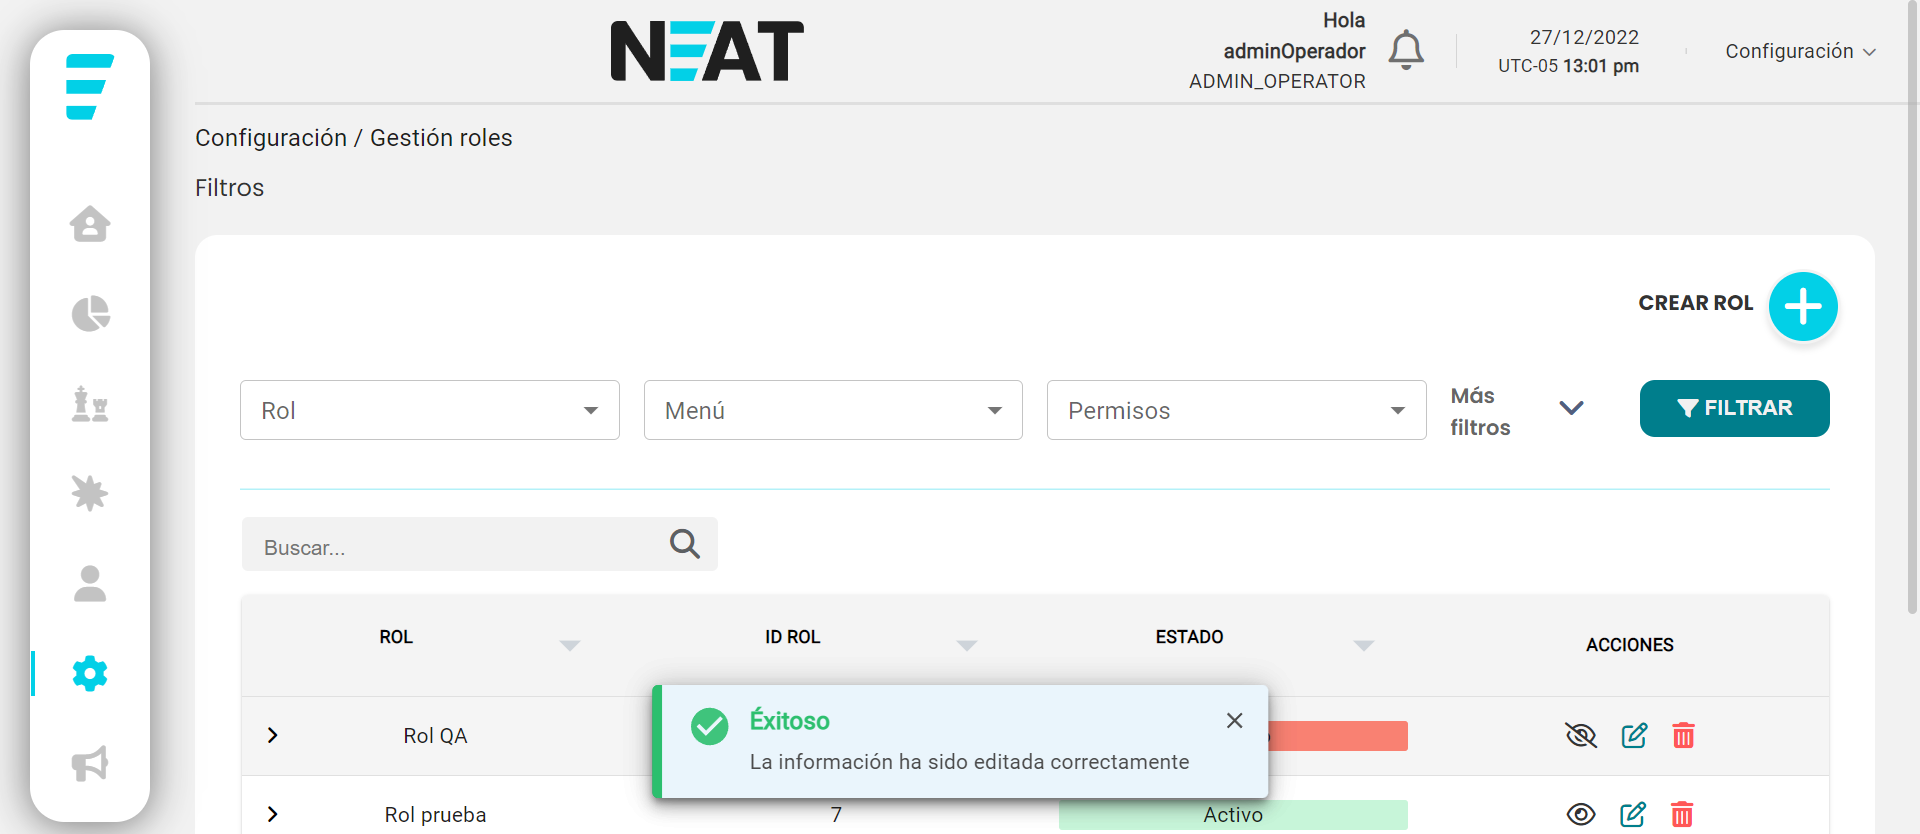 NEAT
Hola
adminOperador
ADMIN_OPERATOR
27/12/2022
UTC-05 13:01 pm
Configuración
Configuración / Gestión roles
Filtros
CREAR ROL
Rol
Menú
Permisos
Más
filtros
FILTRAR
Buscar...
ROL
ID ROL
ESTADO
ACCIONES
Rol QA
Éxitoso
La información ha sido editada correctamente
Rol prueba
7
Activo